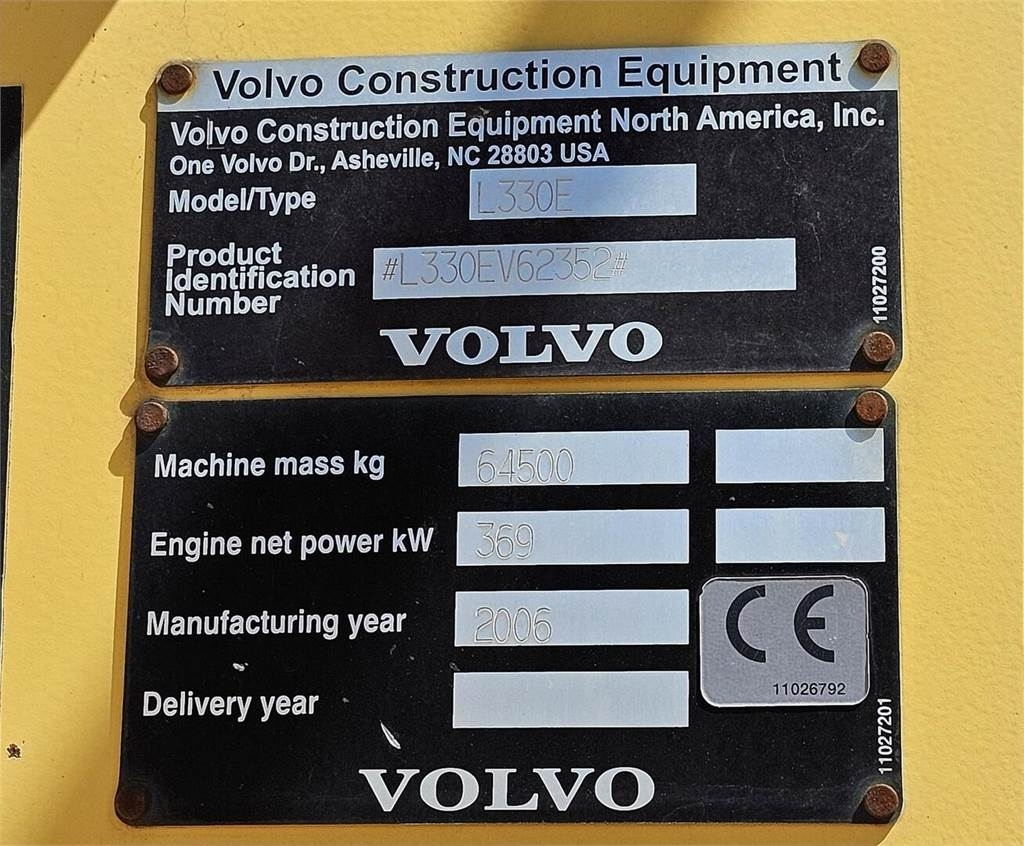 Volvo Construction Equipment
Volvo Construction Equipment North America, Inc.
One Volvo Dr., Asheville, NC 28803 USA
Model/Type L330E
Product
Identification
Number
#L330EV62352#
11027200
VOLVO
Machine mass kg 64500
Engine net power kW 369
Manufacturing year 2006
CE
11026792
Delivery year
11027201
VOLVO